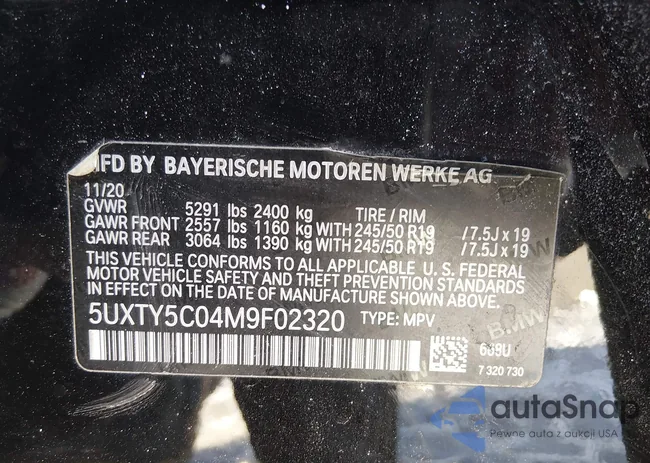 MFD BY BAYERISCHE MOTOREN WERKE AG
11/20
GVWR 5291 lbs 2400 kg TIRE / RIM
GAWR FRONT 2557 lbs 1160 kg WITH 245/50 R19 /7.5J x 19
GAWR REAR 3064 lbs 1390 kg WITH 245/50 R19 /7.5J x 19
THIS VEHICLE CONFORMS TO ALL APPLICABLE U. S. FEDERAL
MOTOR VEHICLE SAFETY AND THEFT PREVENTION STANDARDS
IN EFFECT ON THE DATE OF MANUFACTURE SHOWN ABOVE.
5UXTY5C04M9F02320 TYPE: MPV
7 320 730
autoSnap
Pewne auta z aukcji USA